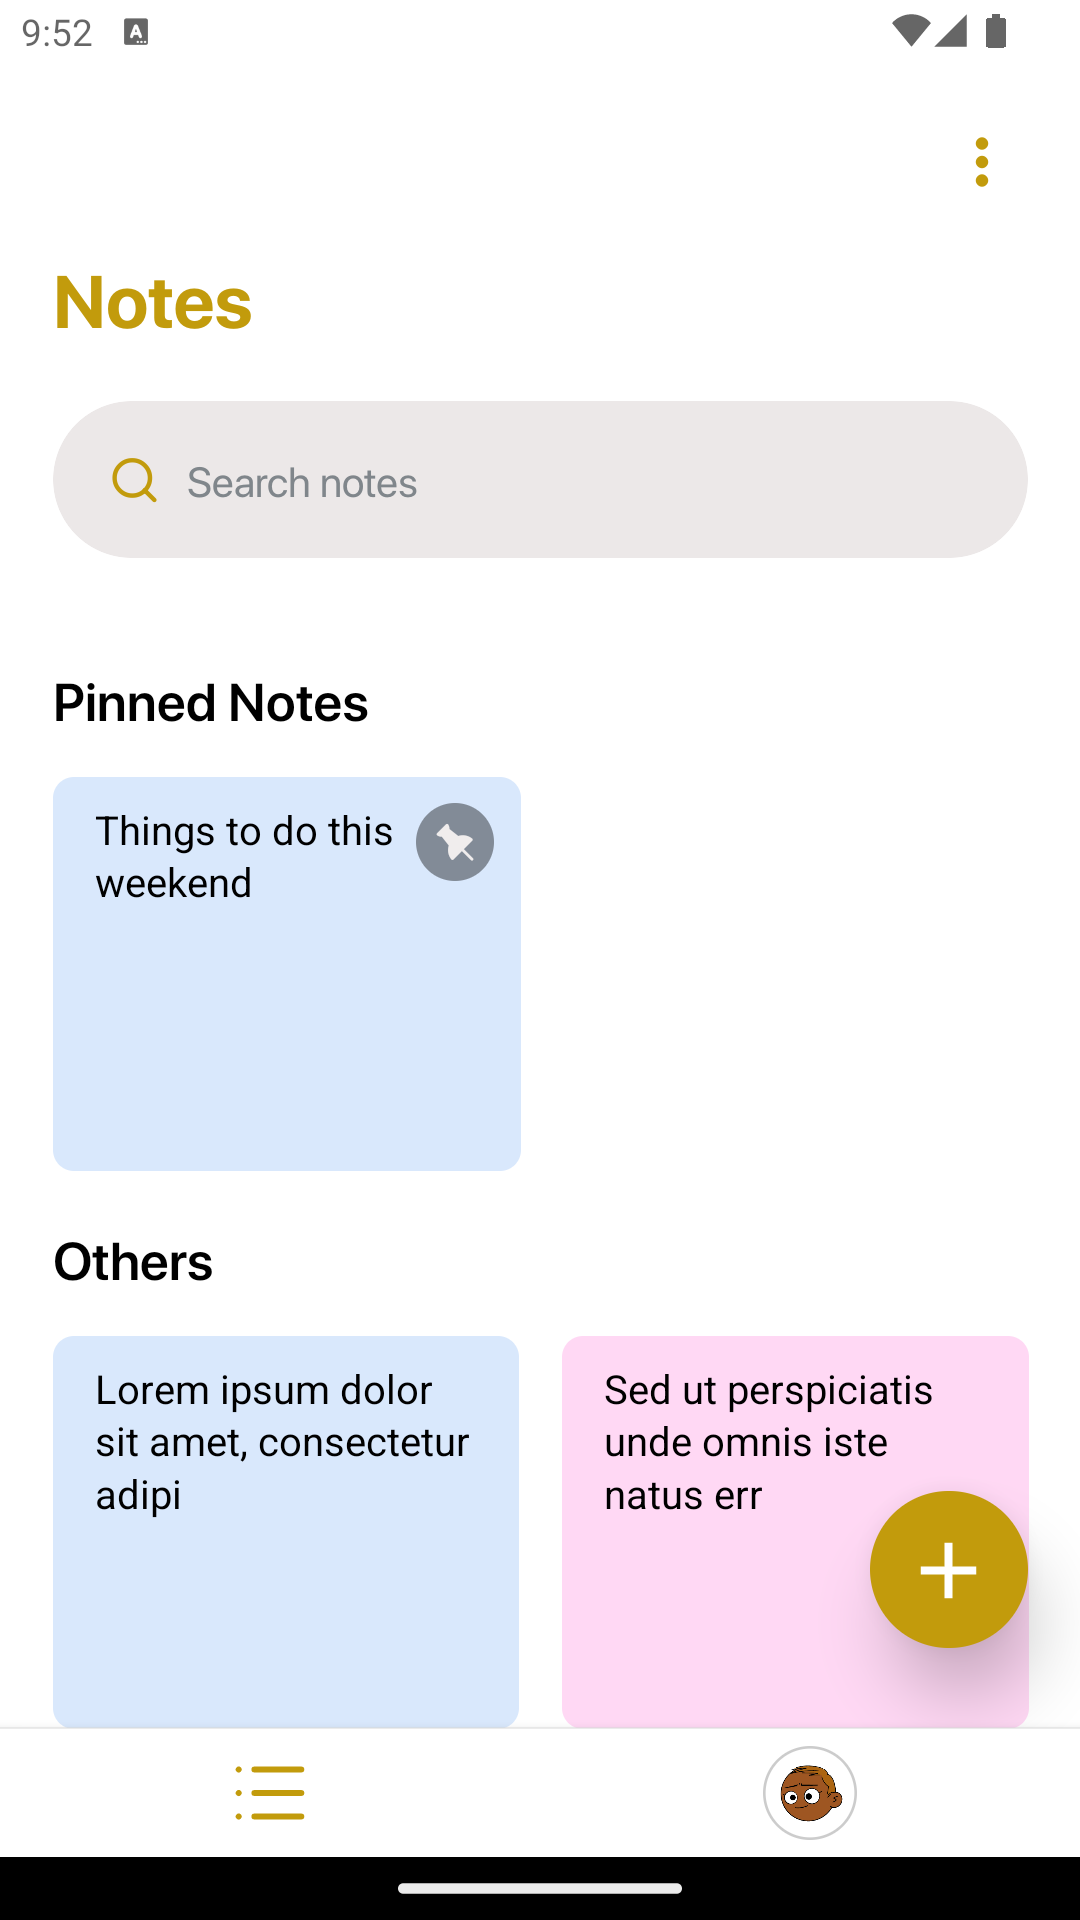 9:52
Notes
Search notes
Pinned Notes
Things to do this
weekend
Others
Lorem ipsum dolor
sit amet, consectetur
adipi
Sed ut perspiciatis
unde omnis iste
natus err